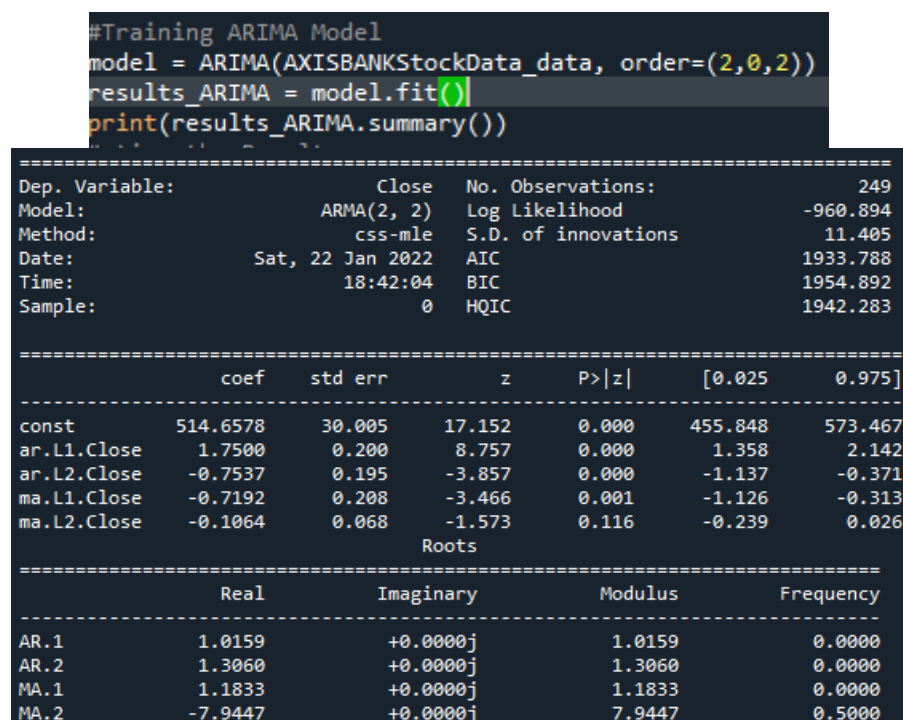 #Training ARIMA Model
model = ARIMA(AXISBANKStockData_data, order=(2,0,2))
results_ARIMA = model.fit()
print(results_ARIMA.summary())
==============================================================================
Dep. Variable: Close No. Observations: 249
Model: ARMA(2, 2) Log Likelihood -960.894
Method: css-mle S.D. of innovations 11.405
Date: Sat, 22 Jan 2022 AIC 1933.788
Time: 18:42:04 BIC 1954.892
Sample: 0 HQIC 1942.283
===============================================================================
coef std err z P>|z| [0.025 0.975]
-------------------------------------------------------------------------------
const 514.6578 30.005 17.152 0.000 455.848 573.467
ar.L1.Close 1.7500 0.200 8.757 0.000 1.358 2.142
ar.L2.Close -0.7537 0.195 -3.857 0.000 -1.137 -0.371
ma.L1.Close -0.7192 0.208 -3.466 0.001 -1.126 -0.313
ma.L2.Close -0.1064 0.068 -1.573 0.116 -0.239 0.026
Roots
=============================================================================
Real Imaginary Modulus Frequency
-----------------------------------------------------------------------------
AR.1 1.0159 +0.0000j 1.0159 0.0000
AR.2 1.3060 +0.0000j 1.3060 0.0000
MA.1 1.1833 +0.0000j 1.1833 0.0000
MA.2 -7.9447 +0.0000j 7.9447 0.5000